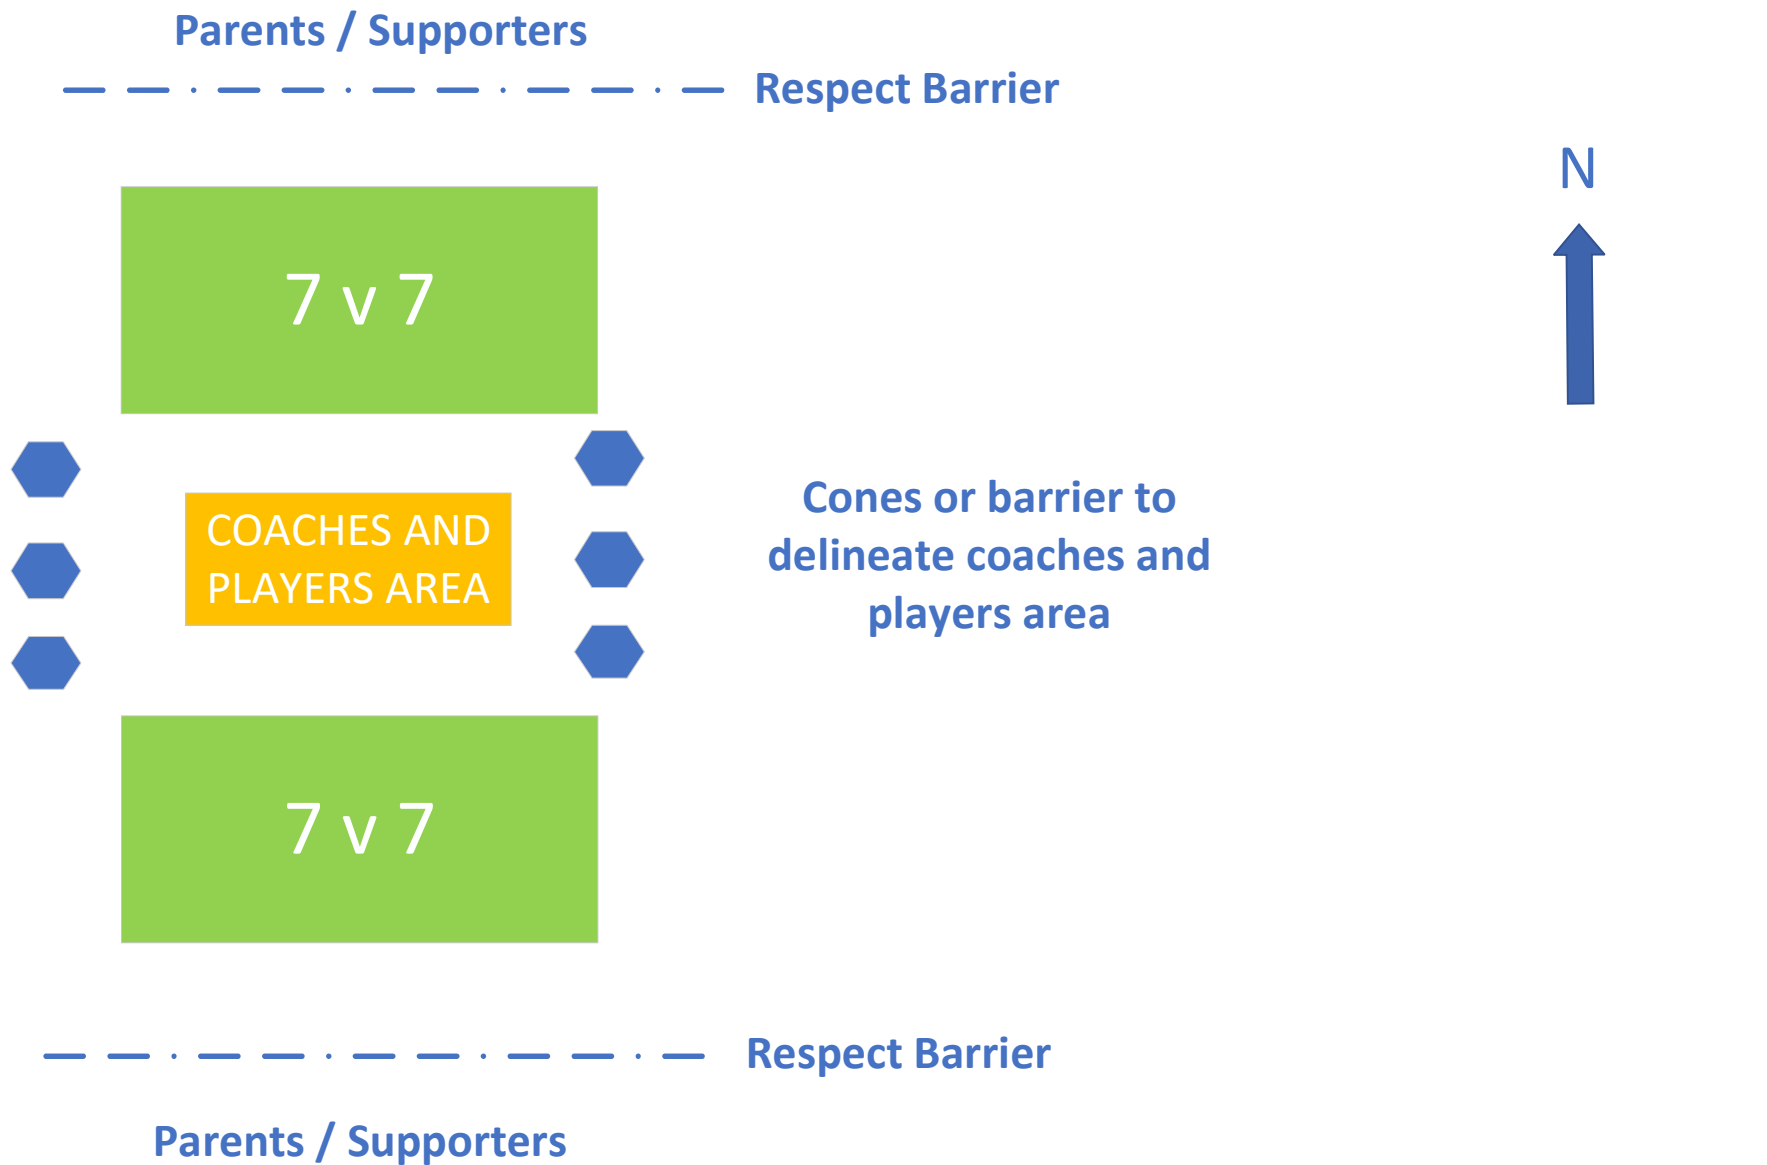 Parents / Supporters
Respect Barrier
N
7 v 7
COACHES AND
PLAYERS AREA
Cones or barrier to
delineate coaches and
players area
7 v 7
Respect Barrier
Parents / Supporters